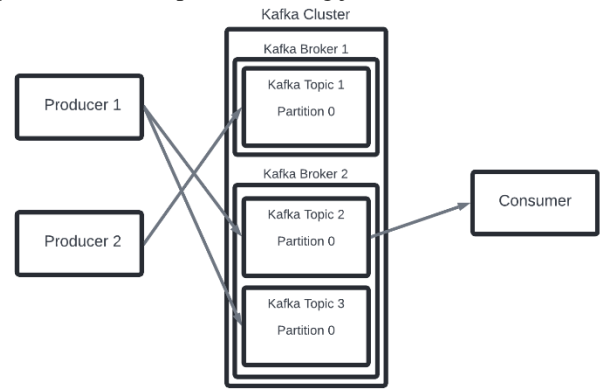 Kafka Cluster
Kafka Broker 1
Kafka Topic 1
Partition 0
Producer 1
Kafka Broker 2
Kafka Topic 2
Partition 0
Producer 2
Consumer
Kafka Topic 3
Partition 0